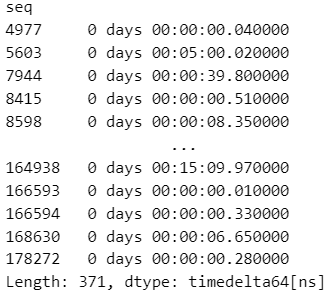 seq
4977 0 days 00:00:00.040000
5603 0 days 00:05:00.020000
7944 0 days 00:00:39.800000
8415 0 days 00:00:00.510000
8598 0 days 00:00:08.350000
...
164938 0 days 00:15:09.970000
166593 0 days 00:00:00.010000
166594 0 days 00:00:00.330000
168630 0 days 00:00:06.650000
178272 0 days 00:00:00.280000
Length: 371, dtype: timedelta64[ns]